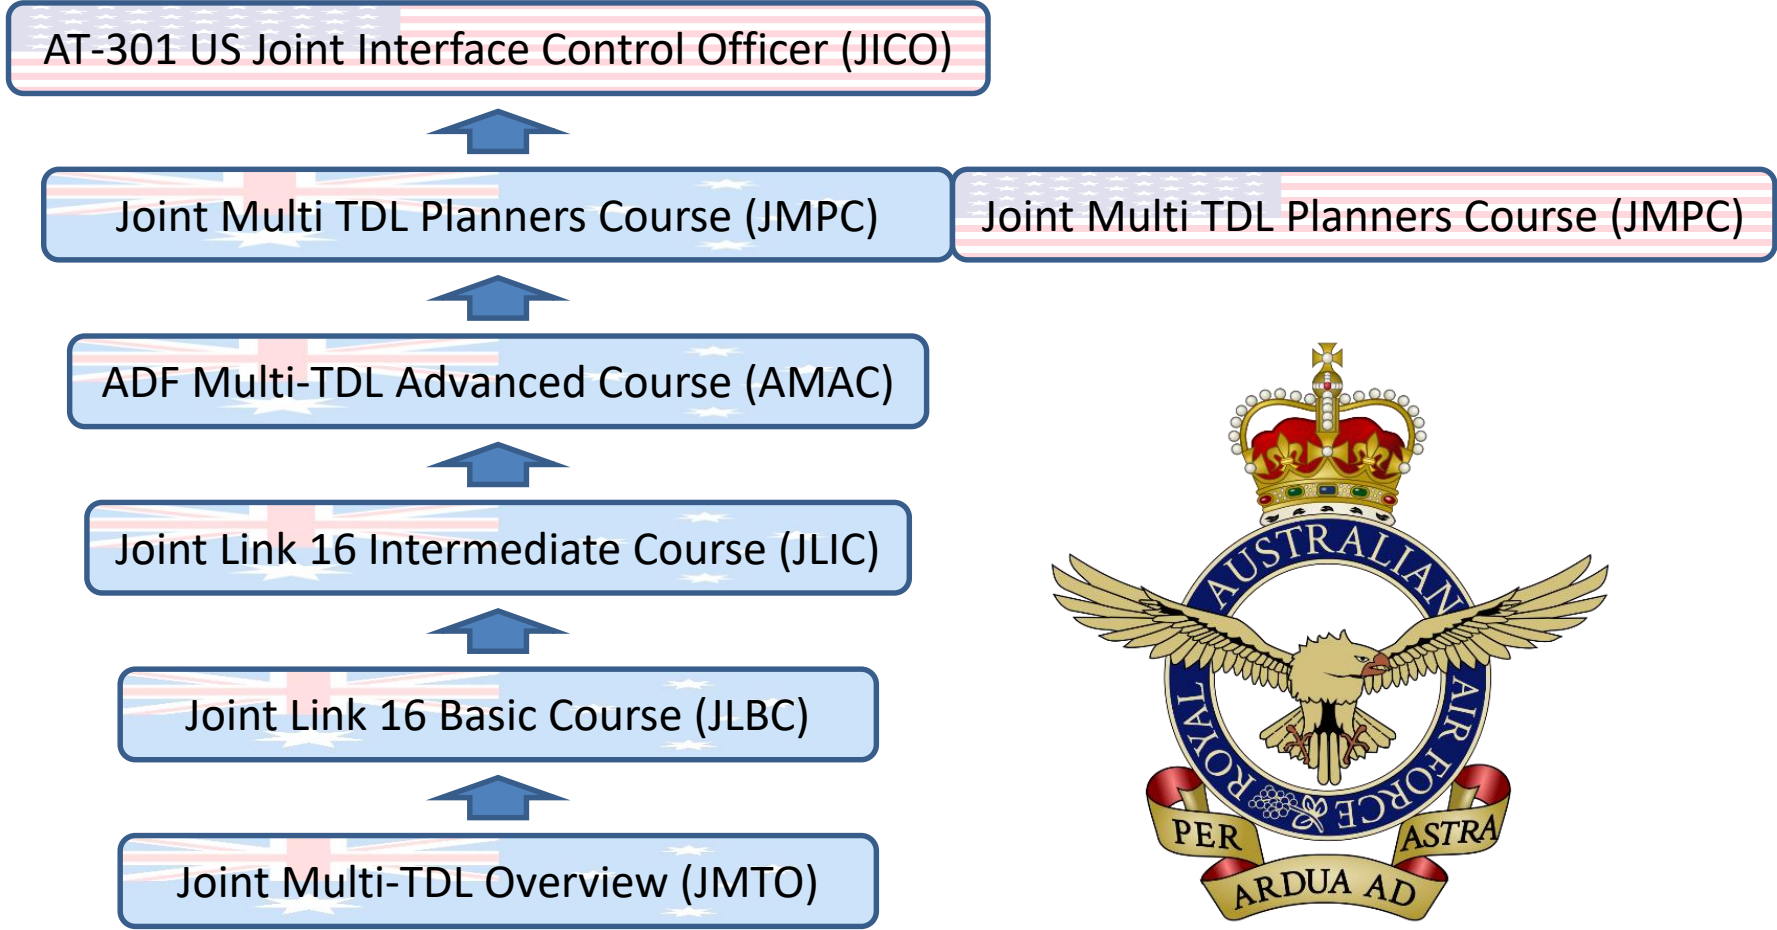 AT-301 US Joint Interface Control Officer (JICO)
Joint Multi TDL Planners Course (JMPC)
Joint Multi TDL Planners Course (JMPC)
ADF Multi-TDL Advanced Course (AMAC)
Joint Link 16 Intermediate Course (JLIC)
Joint Link 16 Basic Course (JLBC)
Joint Multi-TDL Overview (JMTO)
ROYAL AUSTRALIAN AIR FORCE
PER ARDUA AD ASTRA